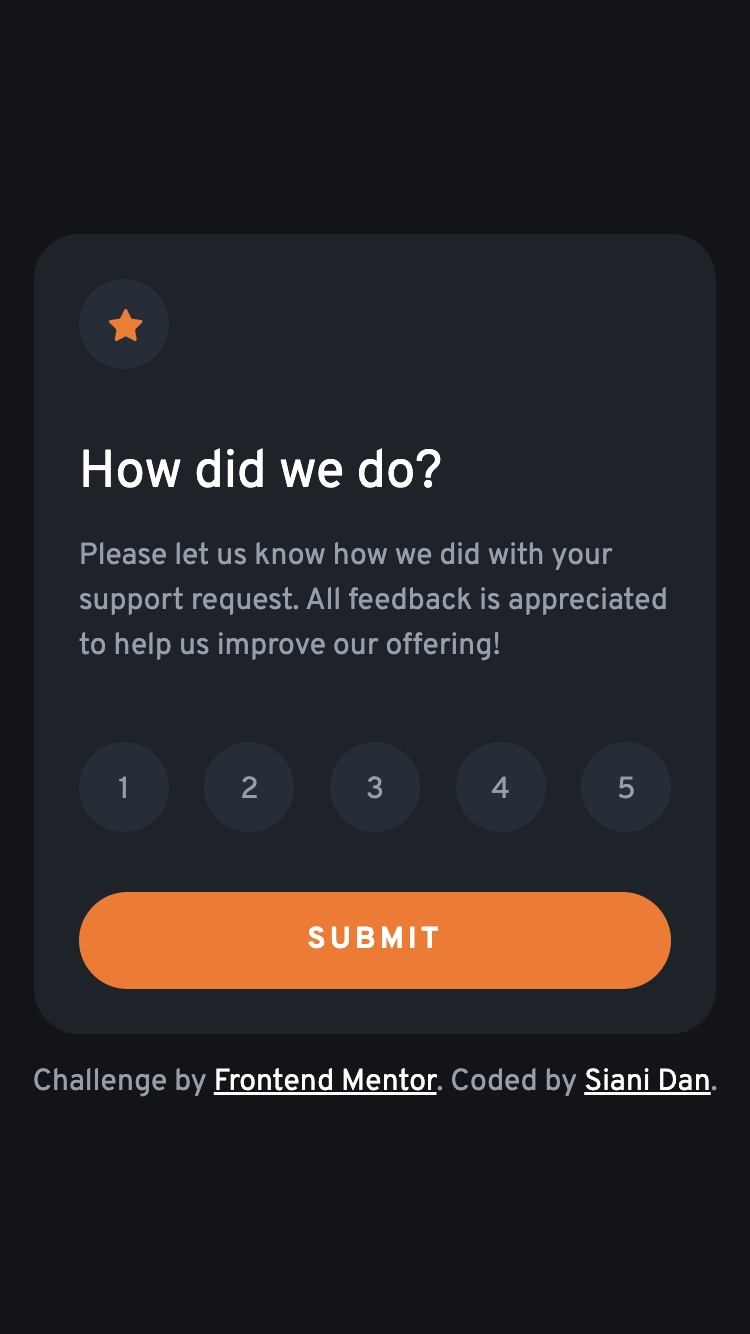 How did we do?
Please let us know how we did with your
support request. All feedback is appreciated
to help us improve our offering!
1 2 3 4 5
SUBMIT
Challenge by Frontend Mentor. Coded by Siani Dan.